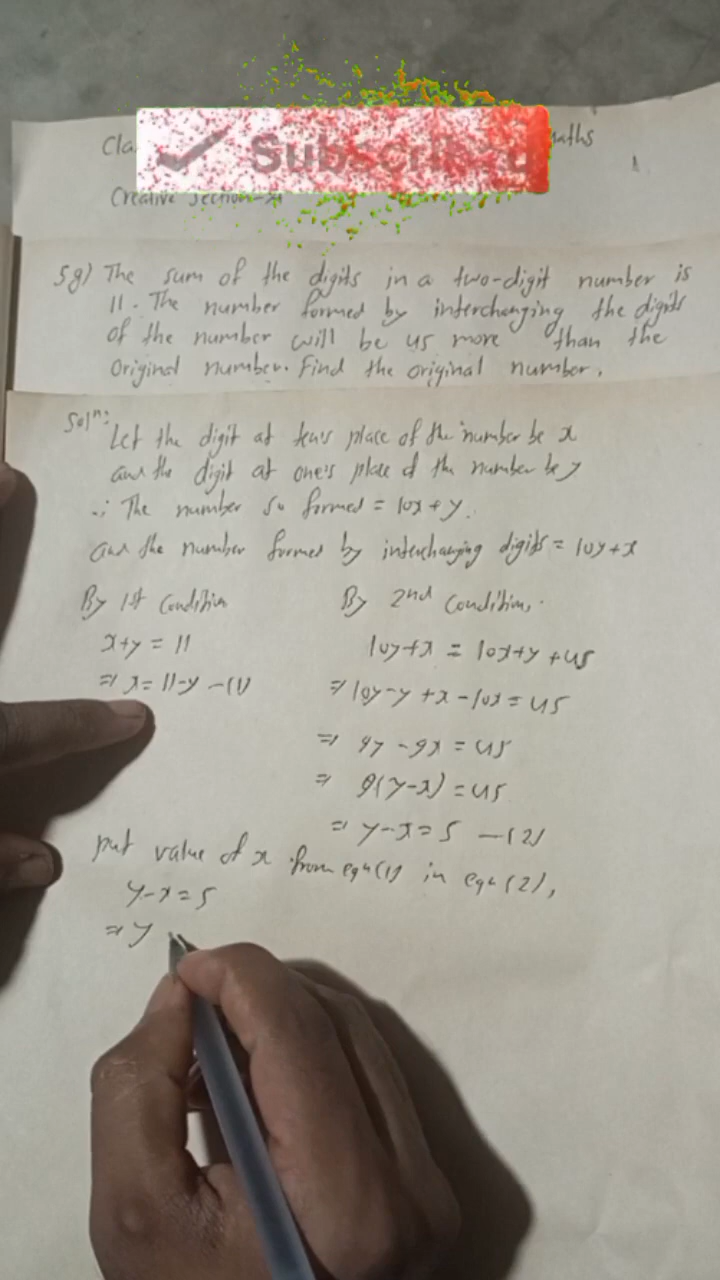 Subscribed
Maths
Creative Section-A
5g) The sum of the digits in a two-digit number is
11. The number formed by interchanging the digits
of the number will be 45 more than the
Original number. Find the original number.
Solⁿ:
Let the digit at ten's place of the number be x
and the digit at one's place of the number be y
∴ The number so formed = 10x + y.
and the number formed by interchanging digits = 10y+x
By 1st Condition
x+y = 11
⇒ x = 11-y -(1)
By 2nd Condition,
10y+x = 10x+y +45
⇒ 10y-y +x-10x = 45
⇒ 9y - 9x = 45
⇒ 9(y-x) = 45
⇒ y-x = 5 -(2)
put value of x from eqn(1) in eqn(2),
y-x = 5
⇒ y